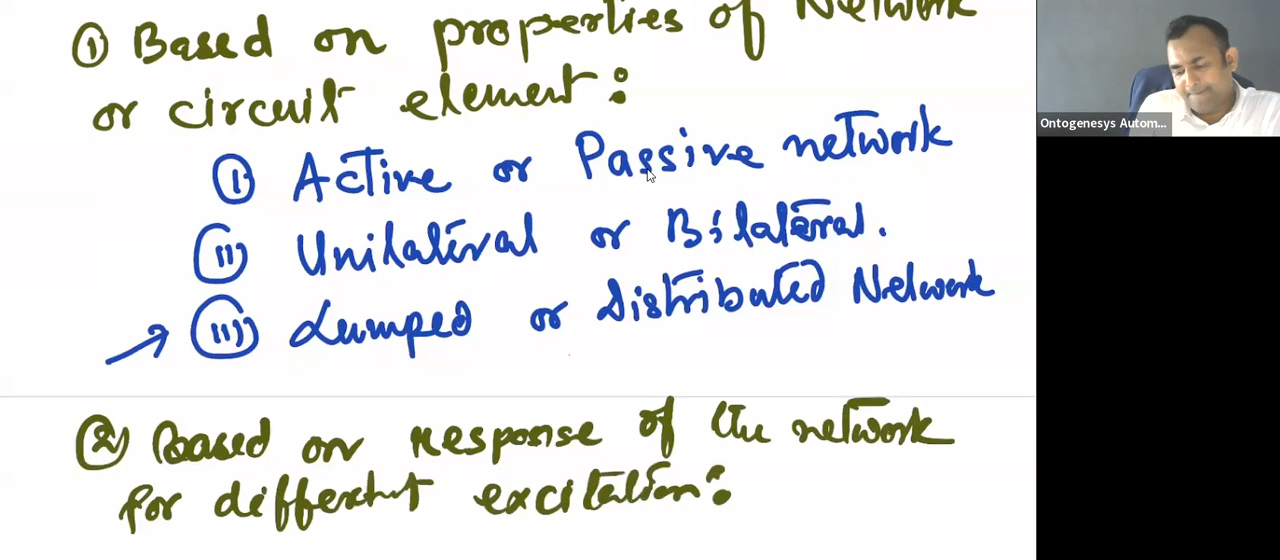 ① Based on properties of Network
or circuit element:
(I) Active or Passive network
(II) Unilateral or Bilateral.
→ (III) Lumped or Distributed Network
② Based on response of the network
for different excitation:
Ontogenesys Autom...